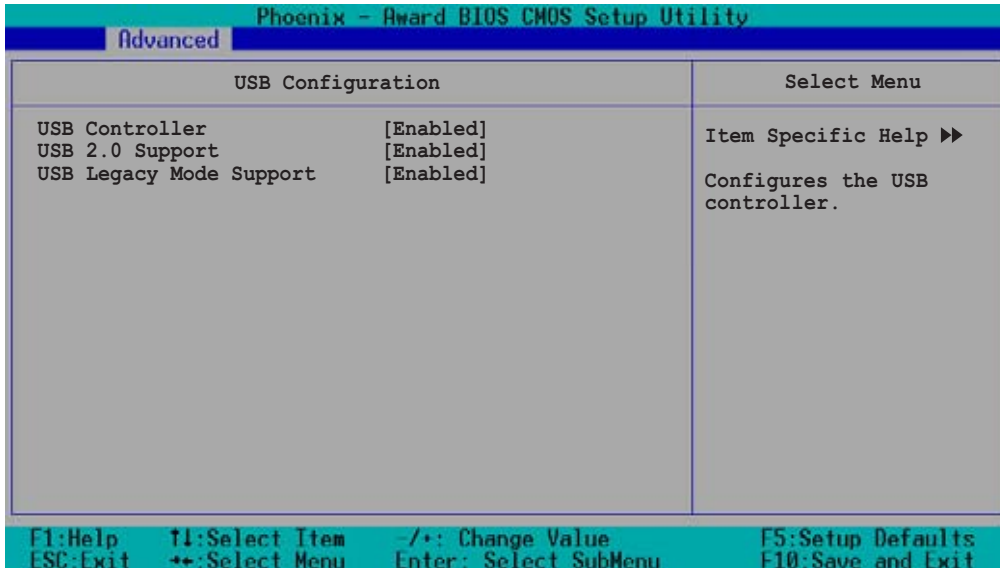 Phoenix - Award BIOS CMOS Setup Utility
Advanced
USB Configuration
Select Menu
USB Controller [Enabled]
USB 2.0 Support [Enabled]
USB Legacy Mode Support [Enabled]
Item Specific Help ▶▶
Configures the USB
controller.
F1:Help ↑↓:Select Item -/+: Change Value F5:Setup Defaults
ESC:Exit →←:Select Menu Enter: Select SubMenu F10:Save and Exit